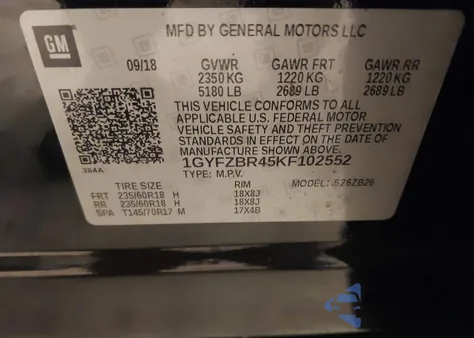 GM
MFD BY GENERAL MOTORS LLC
09/18 GVWR GAWR FRT GAWR RR
2350 KG 1220 KG 1220 KG
5180 LB 2689 LB 2689 LB
THIS VEHICLE CONFORMS TO ALL
APPLICABLE U.S. FEDERAL MOTOR
VEHICLE SAFETY AND THEFT PREVENTION
STANDARDS IN EFFECT ON THE DATE OF
MANUFACTURE SHOWN ABOVE.
384A
1GYFZBR45KF102552
TYPE: M.P.V.
TIRE SIZE RIM MODEL: 526ZB26
FRT 235/60R18 H 18X8J
RR 235/60R18 H 18X8J
SPA T145/70R17 M 17X4B